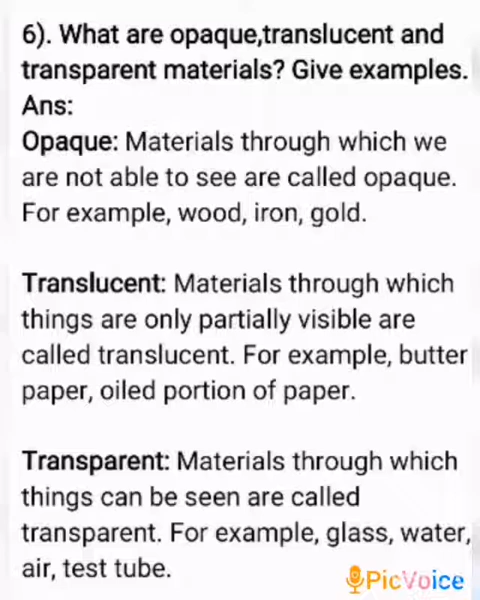 6). What are opaque,translucent and
transparent materials? Give examples.
Ans:
Opaque: Materials through which we
are not able to see are called opaque.
For example, wood, iron, gold.
Translucent: Materials through which
things are only partially visible are
called translucent. For example, butter
paper, oiled portion of paper.
Transparent: Materials through which
things can be seen are called
transparent. For example, glass, water,
air, test tube.
PicVoice